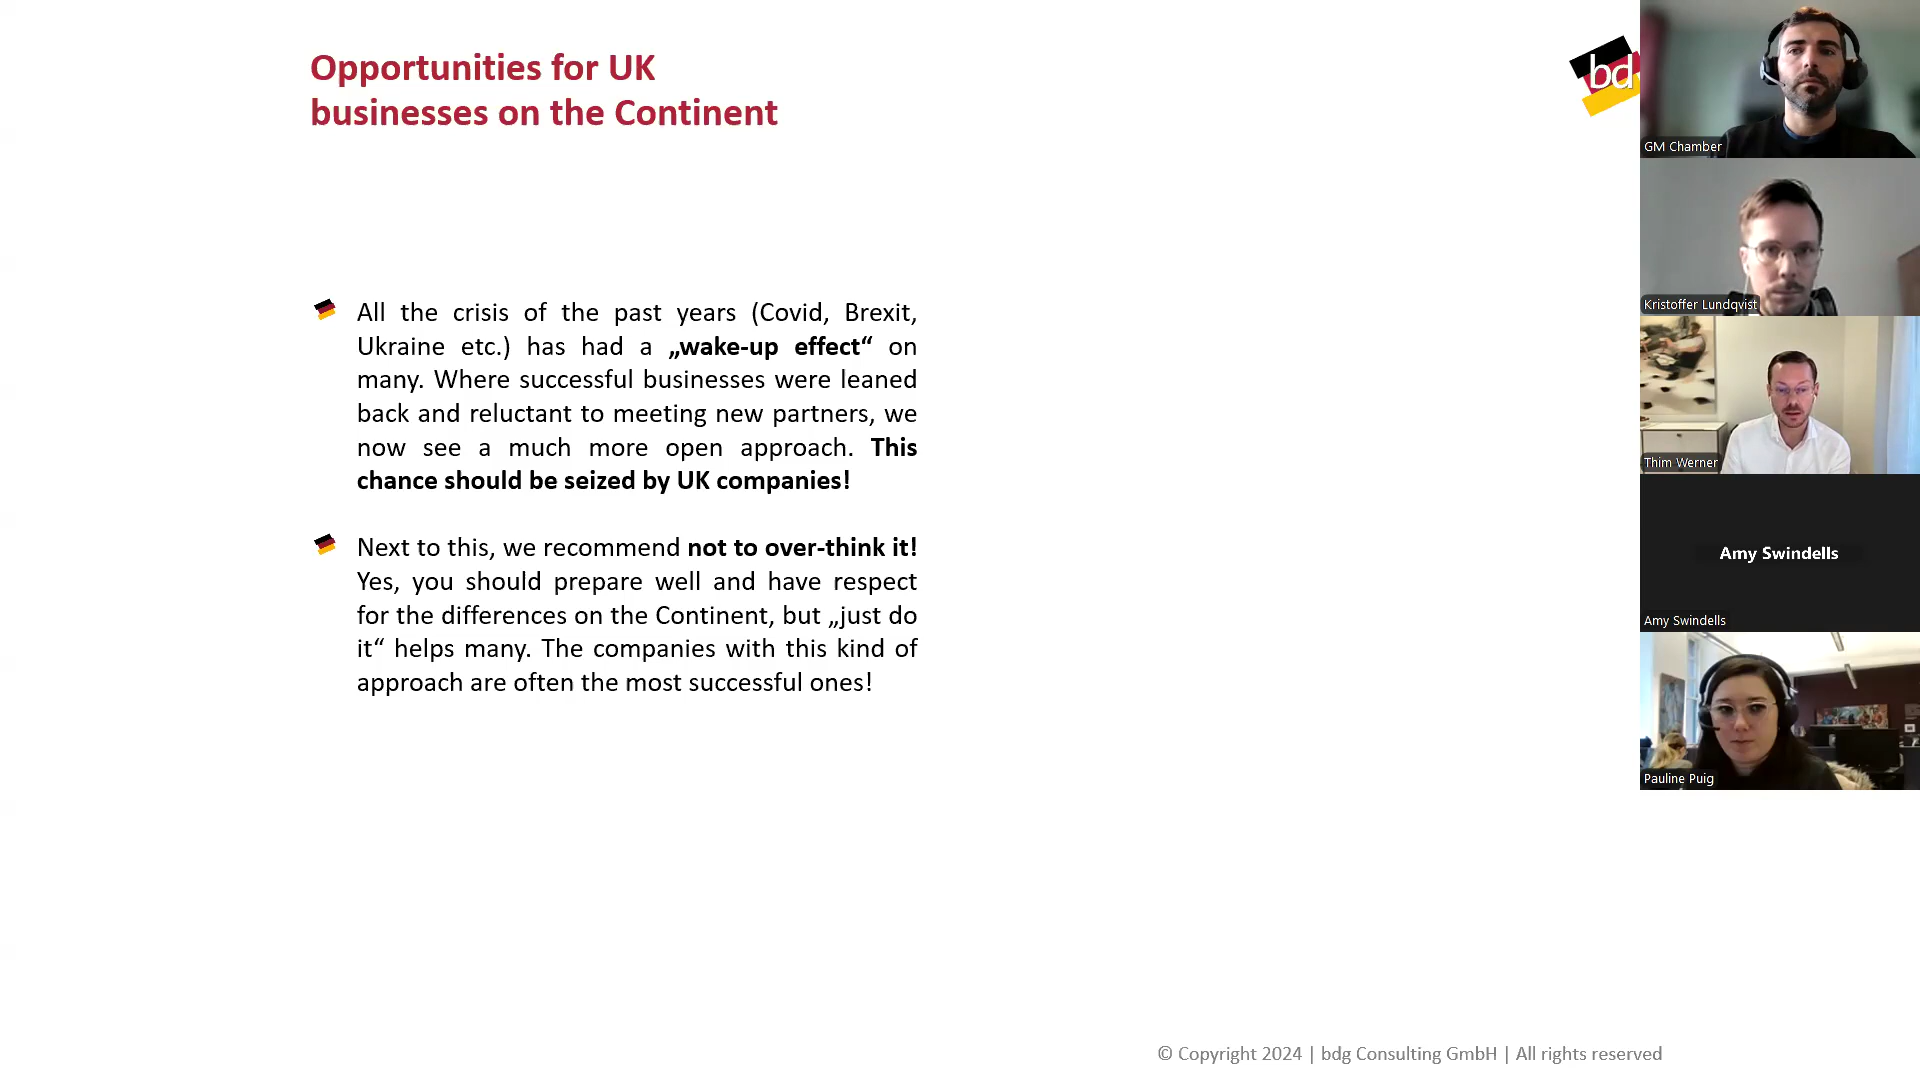 Opportunities for UK
businesses on the Continent
bd
All the crisis of the past years (Covid, Brexit,
Ukraine etc.) has had a „wake-up effect“ on
many. Where successful businesses were leaned
back and reluctant to meeting new partners, we
now see a much more open approach. This
chance should be seized by UK companies!
Next to this, we recommend not to over-think it!
Yes, you should prepare well and have respect
for the differences on the Continent, but „just do
it“ helps many. The companies with this kind of
approach are often the most successful ones!
© Copyright 2024 | bdg Consulting GmbH | All rights reserved
GM Chamber
Kristoffer Lundqvist
Thim Werner
Amy Swindells
Amy Swindells
Pauline Puig